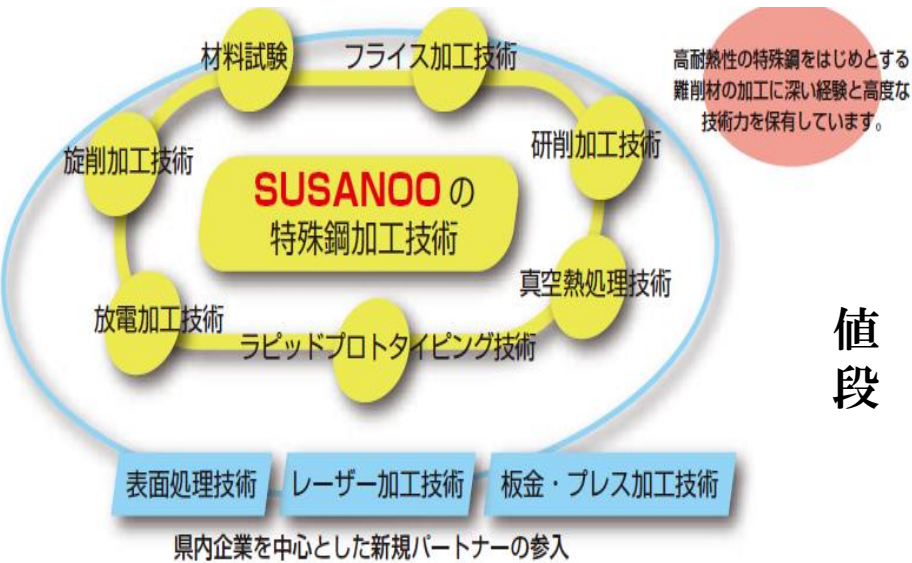 材料試験
フライス加工技術
高耐熱性の特殊鋼をはじめとする
難削材の加工に深い経験と高度な
技術力を保有しています。
旋削加工技術
研削加工技術
SUSANOOの
特殊鋼加工技術
真空熱処理技術
放電加工技術
ラピッドプロトタイピング技術
値段
表面処理技術
レーザー加工技術
板金・プレス加工技術
県内企業を中心とした新規パートナーの参入